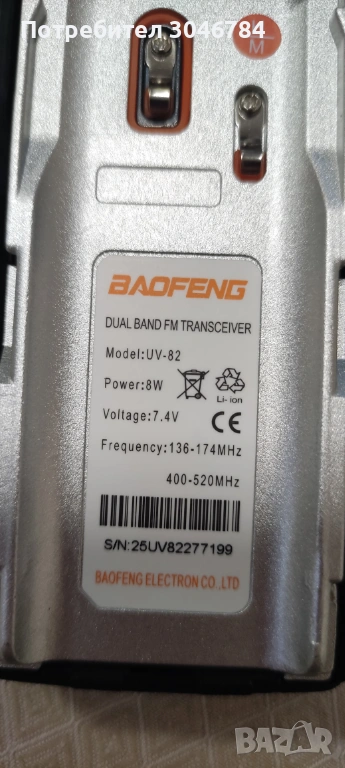 Потребител 3046784
M
BAOFENG
DUAL BAND FM TRANSCEIVER
Model:UV-82
Power:8W
Li-ion
Voltage:7.4V
CE
Frequency:136-174MHz
400-520MHz
S/N:25UV82277199
BAOFENG ELECTRON CO.,LTD
BAZAR